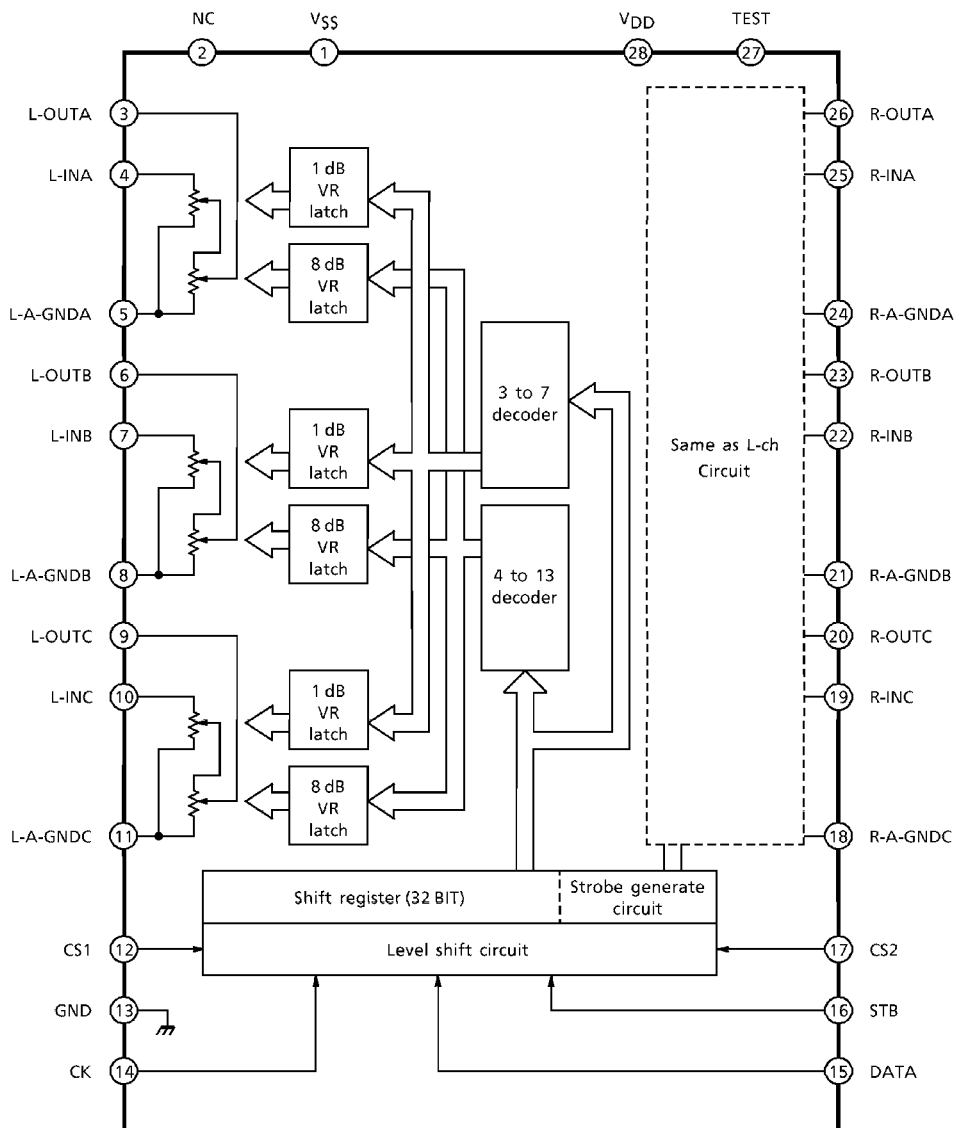 NC VSS VDD TEST
2 1 28 27
L-OUTA 3 26 R-OUTA
L-INA 4 1 dB 25 R-INA
VR
latch
8 dB
VR
latch
L-A-GNDA 5 24 R-A-GNDA
L-OUTB 6 23 R-OUTB
3 to 7
decoder
L-INB 7 1 dB 22 R-INB
VR
latch
Same as L-ch
Circuit
8 dB
VR
latch
4 to 13
decoder
L-A-GNDB 8 21 R-A-GNDB
L-OUTC 9 20 R-OUTC
L-INC 10 1 dB 19 R-INC
VR
latch
8 dB
VR
latch
L-A-GNDC 11 18 R-A-GNDC
Shift register (32 BIT)
Strobe generate
circuit
CS1 12 Level shift circuit 17 CS2
GND 13 16 STB
CK 14 15 DATA